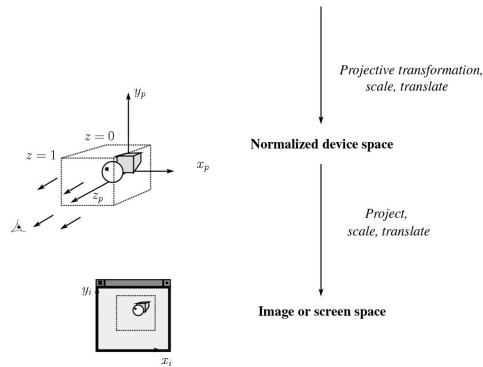 Projective transformation,
scale, translate
y_p
z=0
Normalized device space
z=1
x_p
z_p
Project,
scale, translate
y_i
Image or screen space
x_i